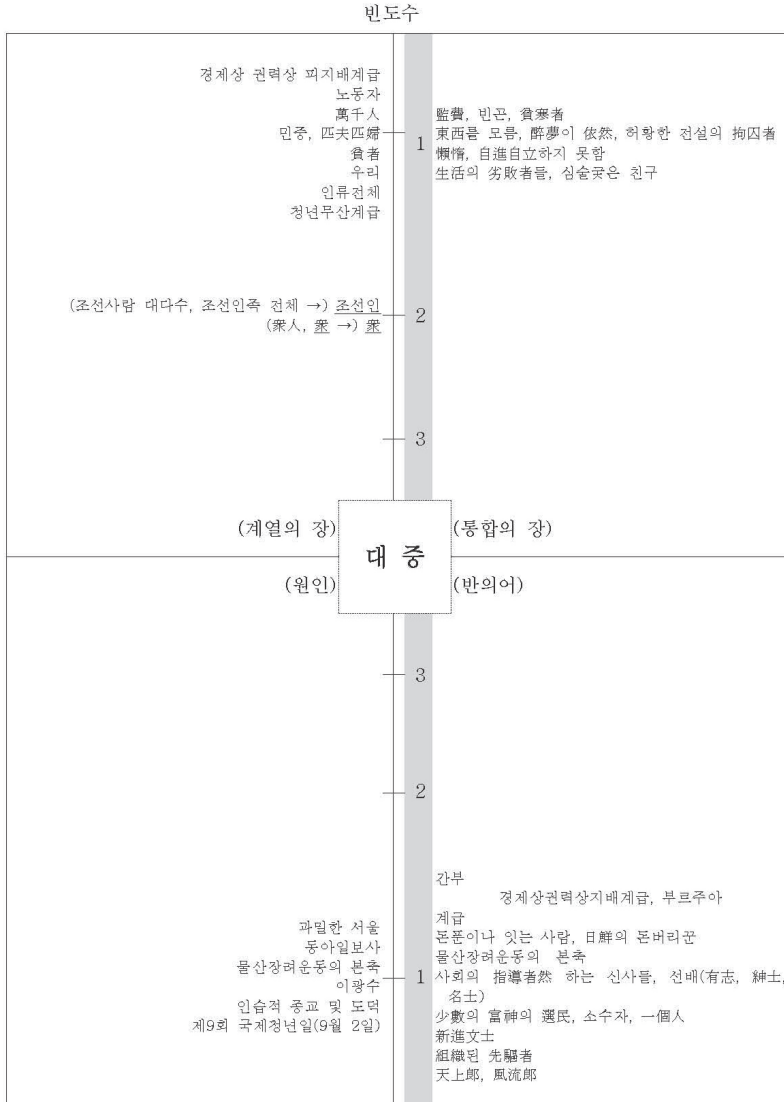 빈도수
경제상 권력상 피지배계급
노동자
萬千人
민중, 匹夫匹婦
貧者
우리
인류전체
청년무산계급
監費, 빈곤, 貧寒者
東西를 모름, 醉夢이 依然, 허황한 전설의 拘囚者
懶惰, 自進自立하지 못함
生活의 劣敗者들, 심술궂은 친구
1
(조선사람 대다수, 조선인족 전체 →) 조선인
(衆人, 衆 →) 衆
2
3
(계열의 장)
(통합의 장)
대 중
(원인)
(반의어)
3
2
과밀한 서울
동아일보사
물산장려운동의 본축
이광수
인습적 종교 및 도덕
제9회 국제청년일(9월 2일)
1
간부
경제상권력상지배계급, 부르주아
계급
돈푼이나 잇는 사람, 日鮮의 돈버리꾼
물산장려운동의 본축
사회의 指導者然 하는 신사들, 선배(有志, 紳士,
名士)
少數의 富神의 選民, 소수자, 一個人
新進文士
組織된 先驅者
天上郎, 風流郎